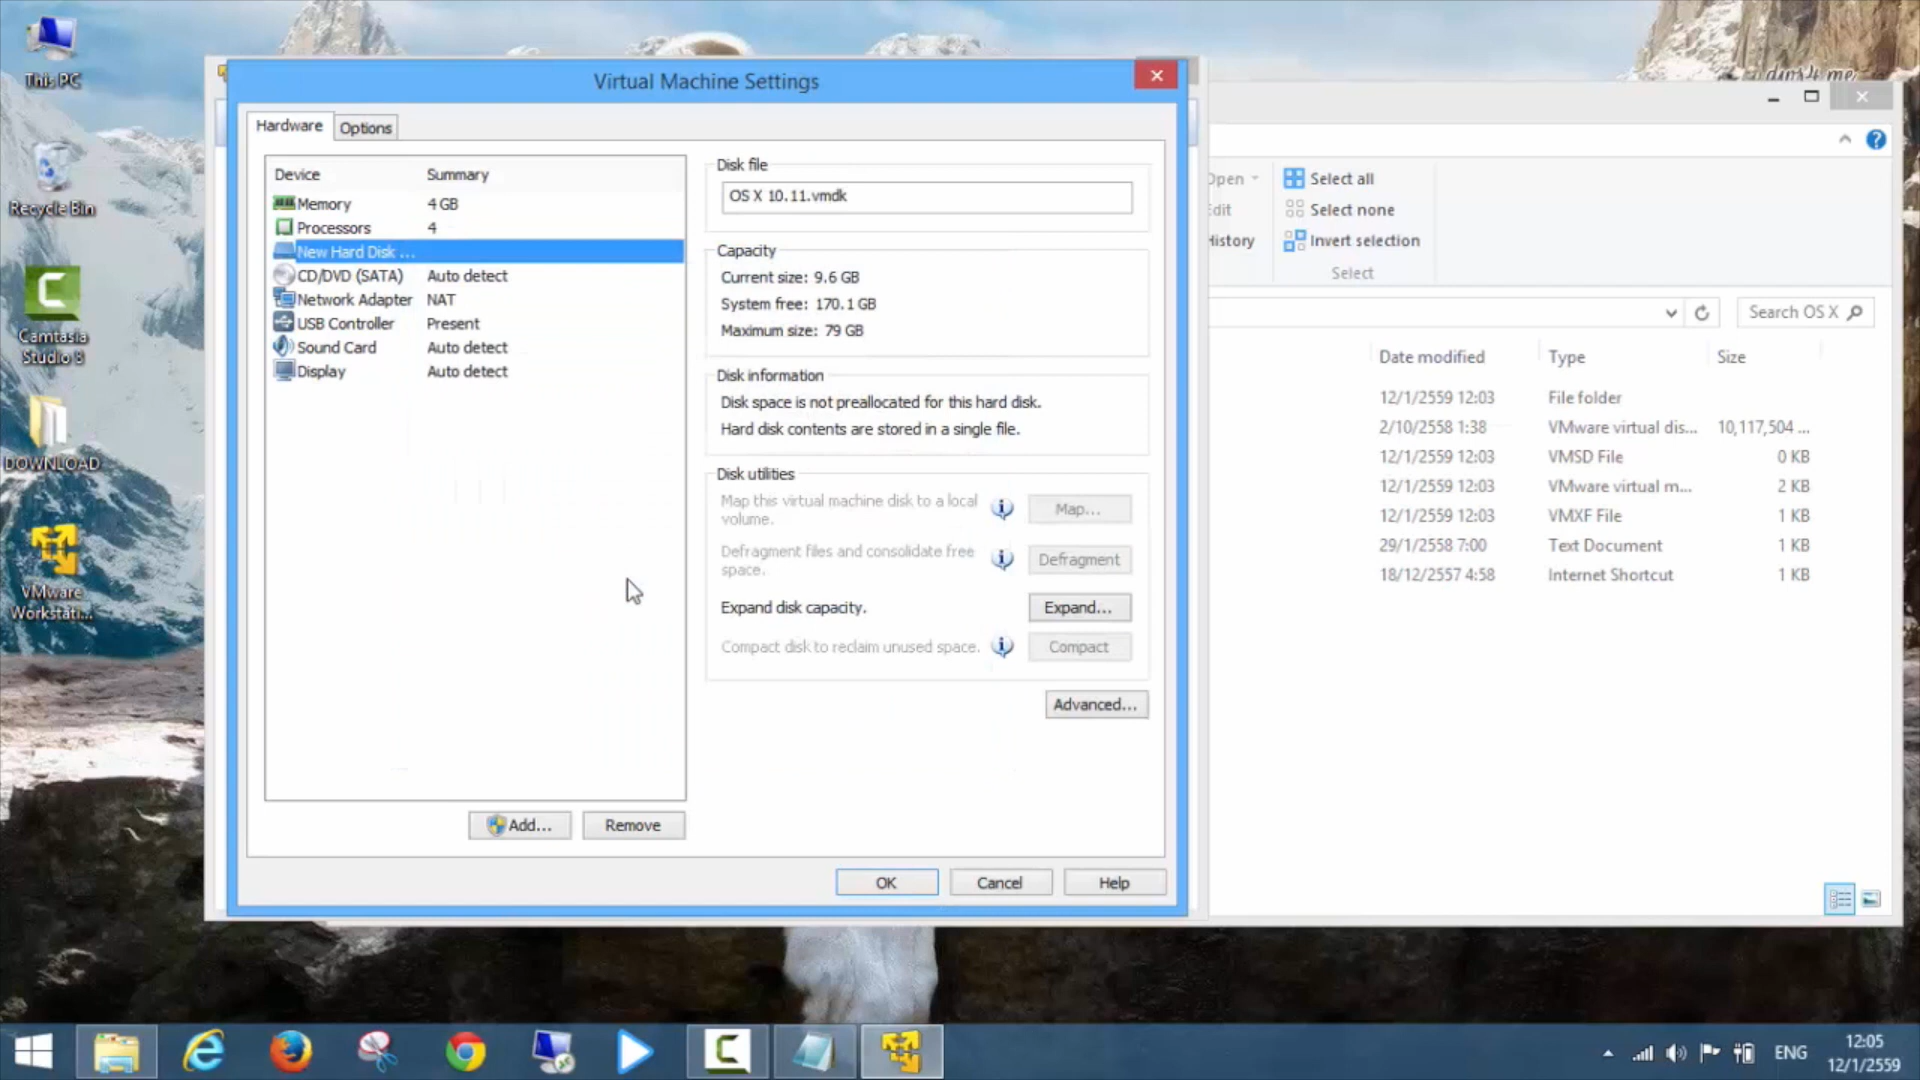 This PC
Recycle Bin
Camtasia
Studio 8
DOWNLOAD
VMware
Workstati...
Virtual Machine Settings
Hardware
Options
Device
Summary
Memory
4 GB
Processors
4
New Hard Disk ...
CD/DVD (SATA)
Auto detect
Network Adapter
NAT
USB Controller
Present
Sound Card
Auto detect
Display
Auto detect
Add...
Remove
Disk file
OS X 10.11.vmdk
Capacity
Current size: 9.6 GB
System free: 170.1 GB
Maximum size: 79 GB
Disk information
Disk space is not preallocated for this hard disk.
Hard disk contents are stored in a single file.
Disk utilities
Map this virtual machine disk to a local
volume.
Map...
Defragment files and consolidate free
space.
Defragment
Expand disk capacity.
Expand...
Compact disk to reclaim unused space.
Compact
Advanced...
OK
Cancel
Help
Select all
Select none
Invert selection
Select
Search OS X
Date modified
Type
Size
12/1/2559 12:03
File folder
2/10/2558 1:38
VMware virtual dis...
10,117,504 ...
12/1/2559 12:03
VMSD File
0 KB
12/1/2559 12:03
VMware virtual m...
2 KB
12/1/2559 12:03
VMXF File
1 KB
29/1/2558 7:00
Text Document
1 KB
18/12/2557 4:58
Internet Shortcut
1 KB
ENG
12:05
12/1/2559